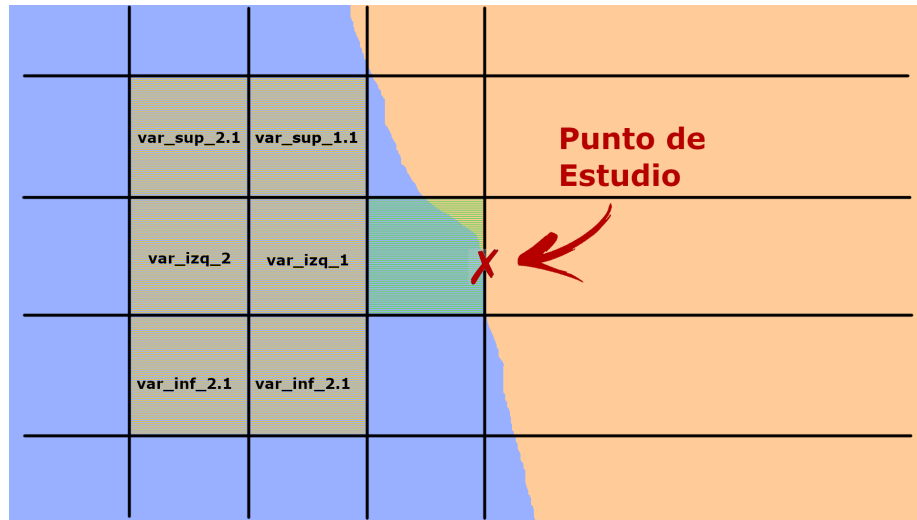 var_sup_2.1 var_sup_1.1
Punto de
Estudio
var_izq_2 var_izq_1
var_inf_2.1 var_inf_2.1